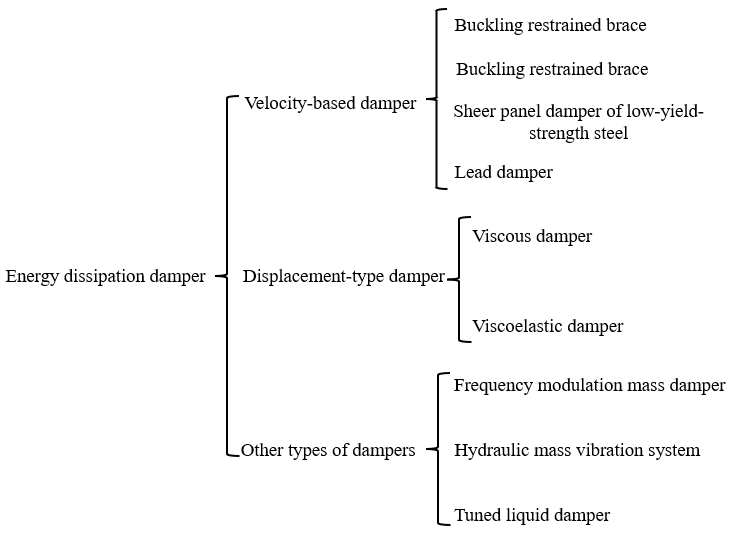 Energy dissipation damper
Velocity-based damper
Buckling restrained brace
Buckling restrained brace
Sheer panel damper of low-yield-
strength steel
Lead damper
Displacement-type damper
Viscous damper
Viscoelastic damper
Other types of dampers
Frequency modulation mass damper
Hydraulic mass vibration system
Tuned liquid damper